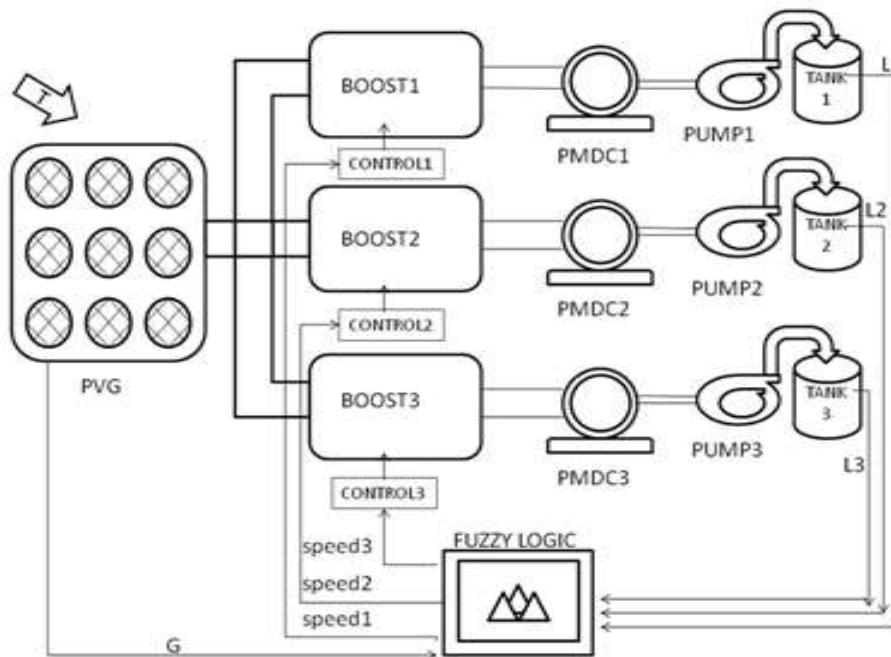 T
BOOST1
CONTROL1
PMDC1
PUMP1
TANK
1
L
PVG
BOOST2
CONTROL2
PMDC2
PUMP2
TANK
2
L2
BOOST3
CONTROL3
PMDC3
PUMP3
TANK
3
L3
FUZZY LOGIC
speed3
speed2
speed1
G